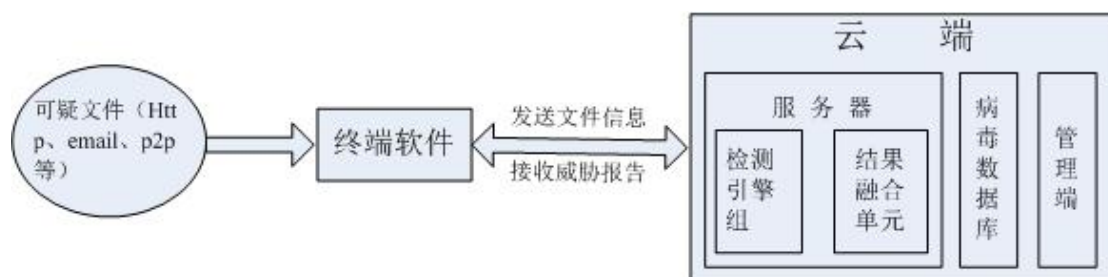 可疑文件（Htt
p、email、p2p
等）
终端软件
发送文件信息
接收威胁报告
云 端
服 务 器
检测
引擎
组
结果
融合
单元
病
毒
数
据
库
管
理
端